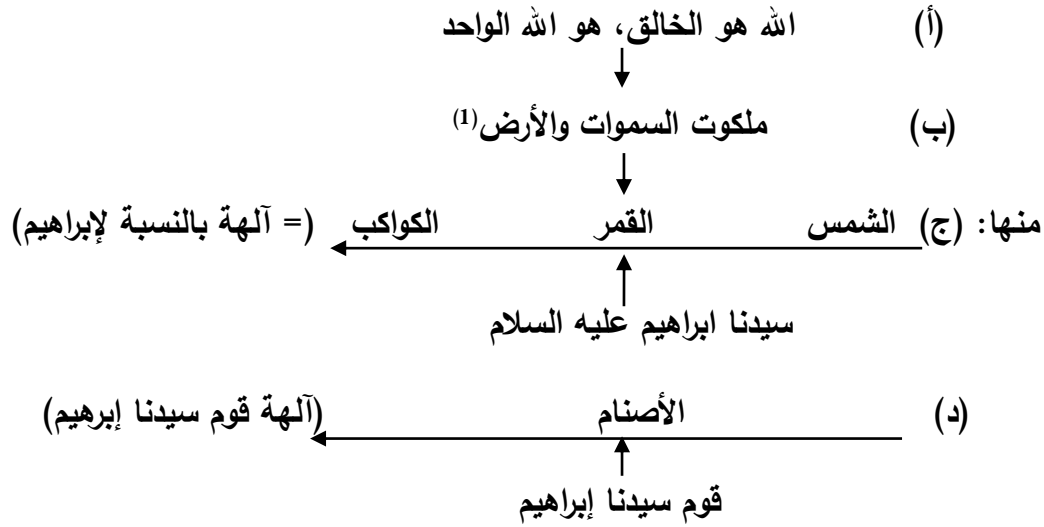 (أ) الله هو الخالق، هو الله الواحد
(ب) ملكوت السموات والأرض(1)
منها: (ج) الشمس القمر الكواكب (= آلهة بالنسبة لإبراهيم)
سيدنا ابراهيم عليه السلام
(د) الأصنام (آلهة قوم سيدنا إبرهيم)
قوم سيدنا إبراهيم